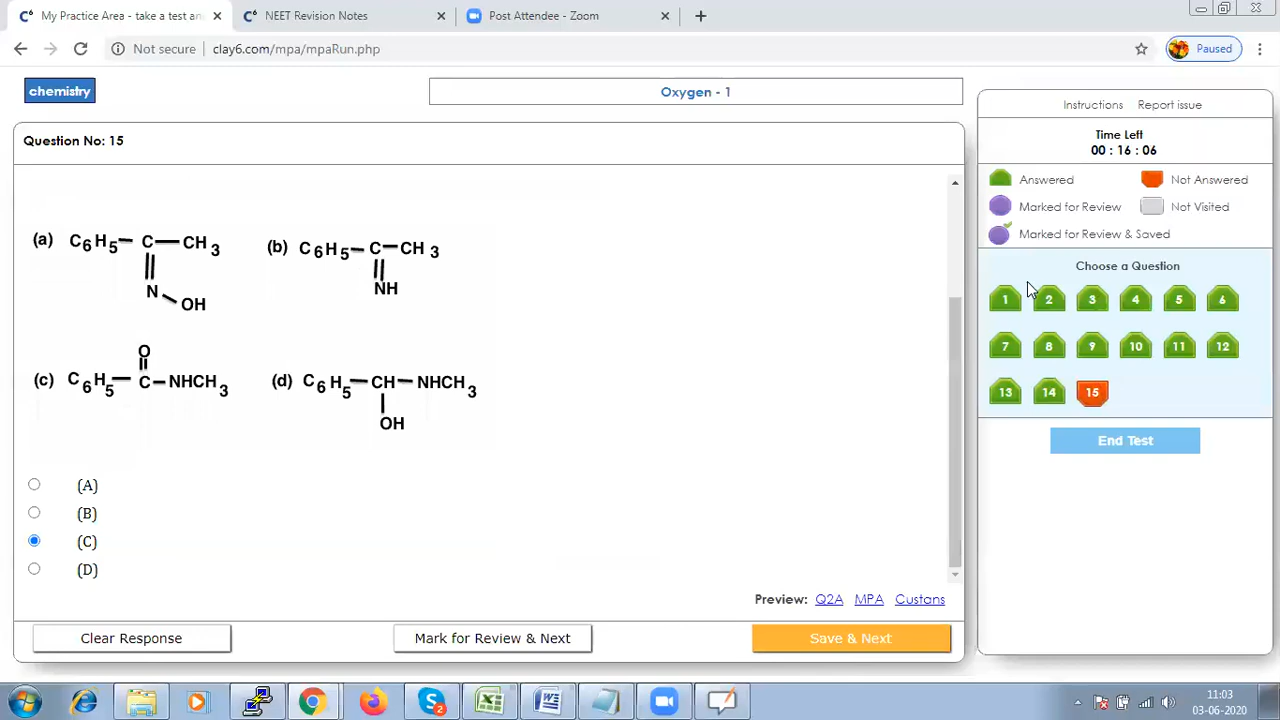 My Practice Area - take a test an
NEET Revision Notes
Post Attendee - Zoom
Not secure
clay6.com/mpa/mpaRun.php
Paused
chemistry
Oxygen - 1
Instructions
Report issue
Question No: 15
Time Left
00 : 16 : 06
Answered
Not Answered
Marked for Review
Not Visited
Marked for Review & Saved
Choose a Question
1 2 3 4 5 6
7 8 9 10 11 12
13 14 15
End Test
(a) C6H5 C CH3
N
OH
(b) C6H5 C CH3
NH
O
(c) C6H5 C NHCH3
(d) C6H5 CH NHCH3
OH
(A)
(B)
(C)
(D)
Preview: Q2A MPA Custans
Clear Response
Mark for Review & Next
Save & Next
2
11:03
03-06-2020